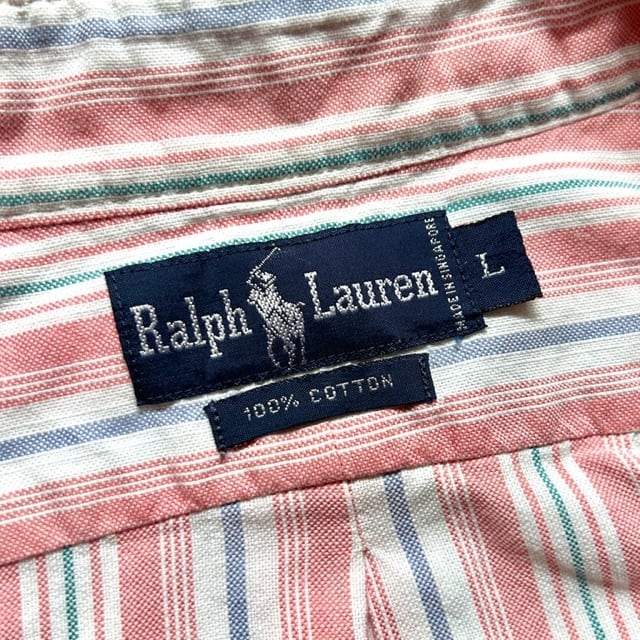 Ralph Lauren
MADE IN SINGAPORE
L
100% COTTON